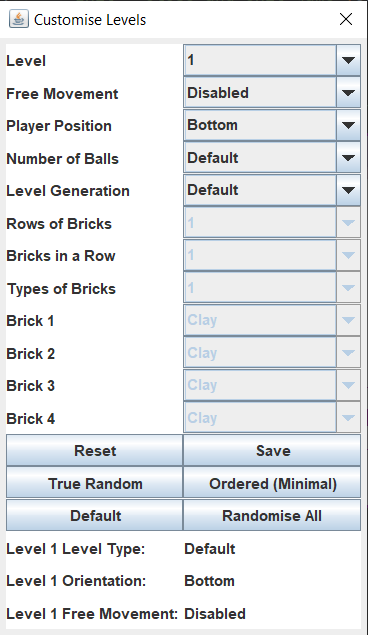 Customise Levels
Level 1
Free Movement Disabled
Player Position Bottom
Number of Balls Default
Level Generation Default
Rows of Bricks 1
Bricks in a Row 1
Types of Bricks 1
Brick 1 Clay
Brick 2 Clay
Brick 3 Clay
Brick 4 Clay
Reset Save
True Random Ordered (Minimal)
Default Randomise All
Level 1 Level Type: Default
Level 1 Orientation: Bottom
Level 1 Free Movement: Disabled